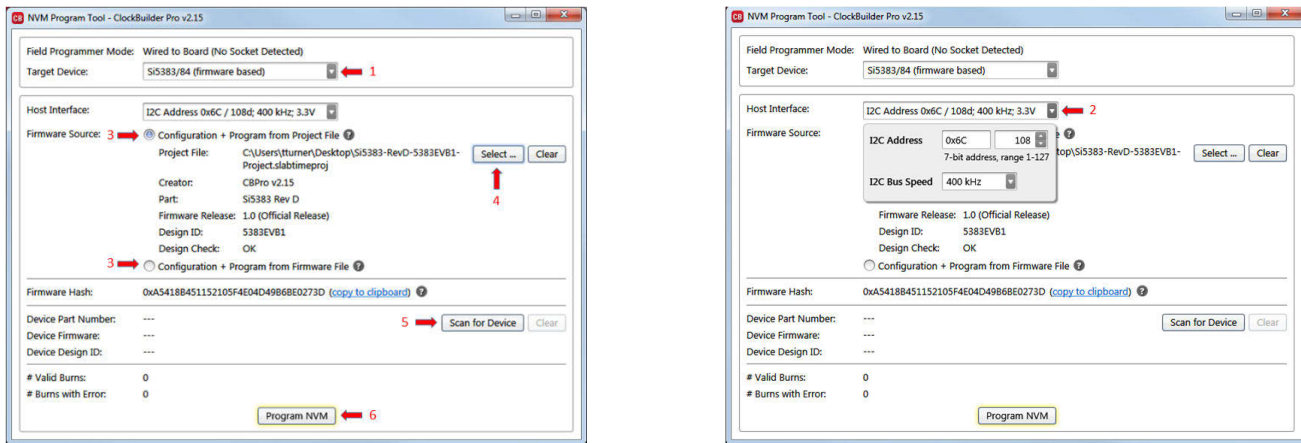 CB NVM Program Tool - ClockBuilder Pro v2.15
Field Programmer Mode: Wired to Board (No Socket Detected)
Target Device: Si5383/84 (firmware based) 1
Host Interface: I2C Address 0x6C / 108d; 400 kHz; 3.3V
Firmware Source: 3 Configuration + Program from Project File ?
Project File: C:\Users\tturner\Desktop\Si5383-RevD-5383EVB1- Select ... Clear
Project.slabtimeproj
Creator: CBPro v2.15
Part: Si5383 Rev D 4
Firmware Release: 1.0 (Official Release)
Design ID: 5383EVB1
Design Check: OK
3 Configuration + Program from Firmware File ?
Firmware Hash: 0xA5418B451152105F4E04D49B6BE0273D (copy to clipboard) ?
Device Part Number: --- 5 Scan for Device Clear
Device Firmware: ---
Device Design ID: ---
# Valid Burns: 0
# Burns with Error: 0
Program NVM 6
CB NVM Program Tool - ClockBuilder Pro v2.15
Field Programmer Mode: Wired to Board (No Socket Detected)
Target Device: Si5383/84 (firmware based)
Host Interface: I2C Address 0x6C / 108d; 400 kHz; 3.3V 2
Firmware Source: e ?
I2C Address 0x6C 108
top\Si5383-RevD-5383EVB1- Select ... Clear
7-bit address, range 1-127
I2C Bus Speed 400 kHz
Firmware Release: 1.0 (Official Release)
Design ID: 5383EVB1
Design Check: OK
Configuration + Program from Firmware File ?
Firmware Hash: 0xA5418B451152105F4E04D49B6BE0273D (copy to clipboard) ?
Device Part Number: --- Scan for Device Clear
Device Firmware: ---
Device Design ID: ---
# Valid Burns: 0
# Burns with Error: 0
Program NVM